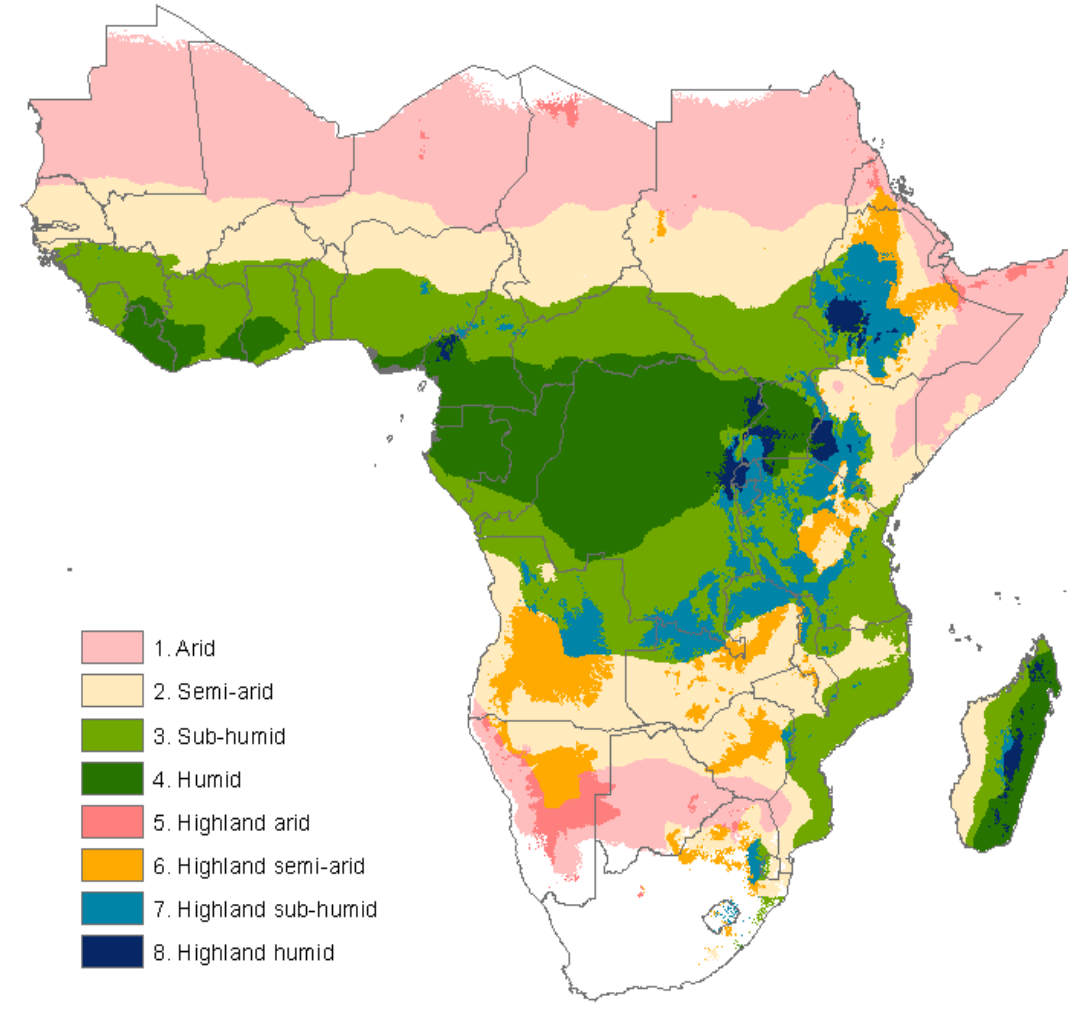 1. Arid
2. Semi-arid
3. Sub-humid
4. Humid
5. Highland arid
6. Highland semi-arid
7. Highland sub-humid
8. Highland humid